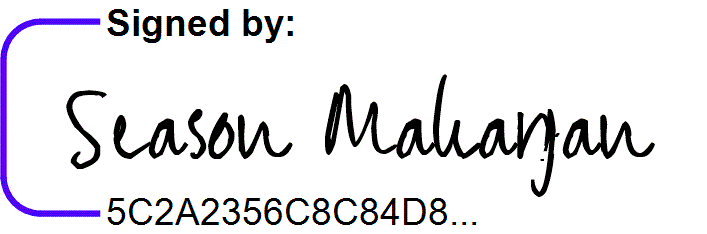 Signed by:
Season Maharjan
5C2A2356C8C84D8...